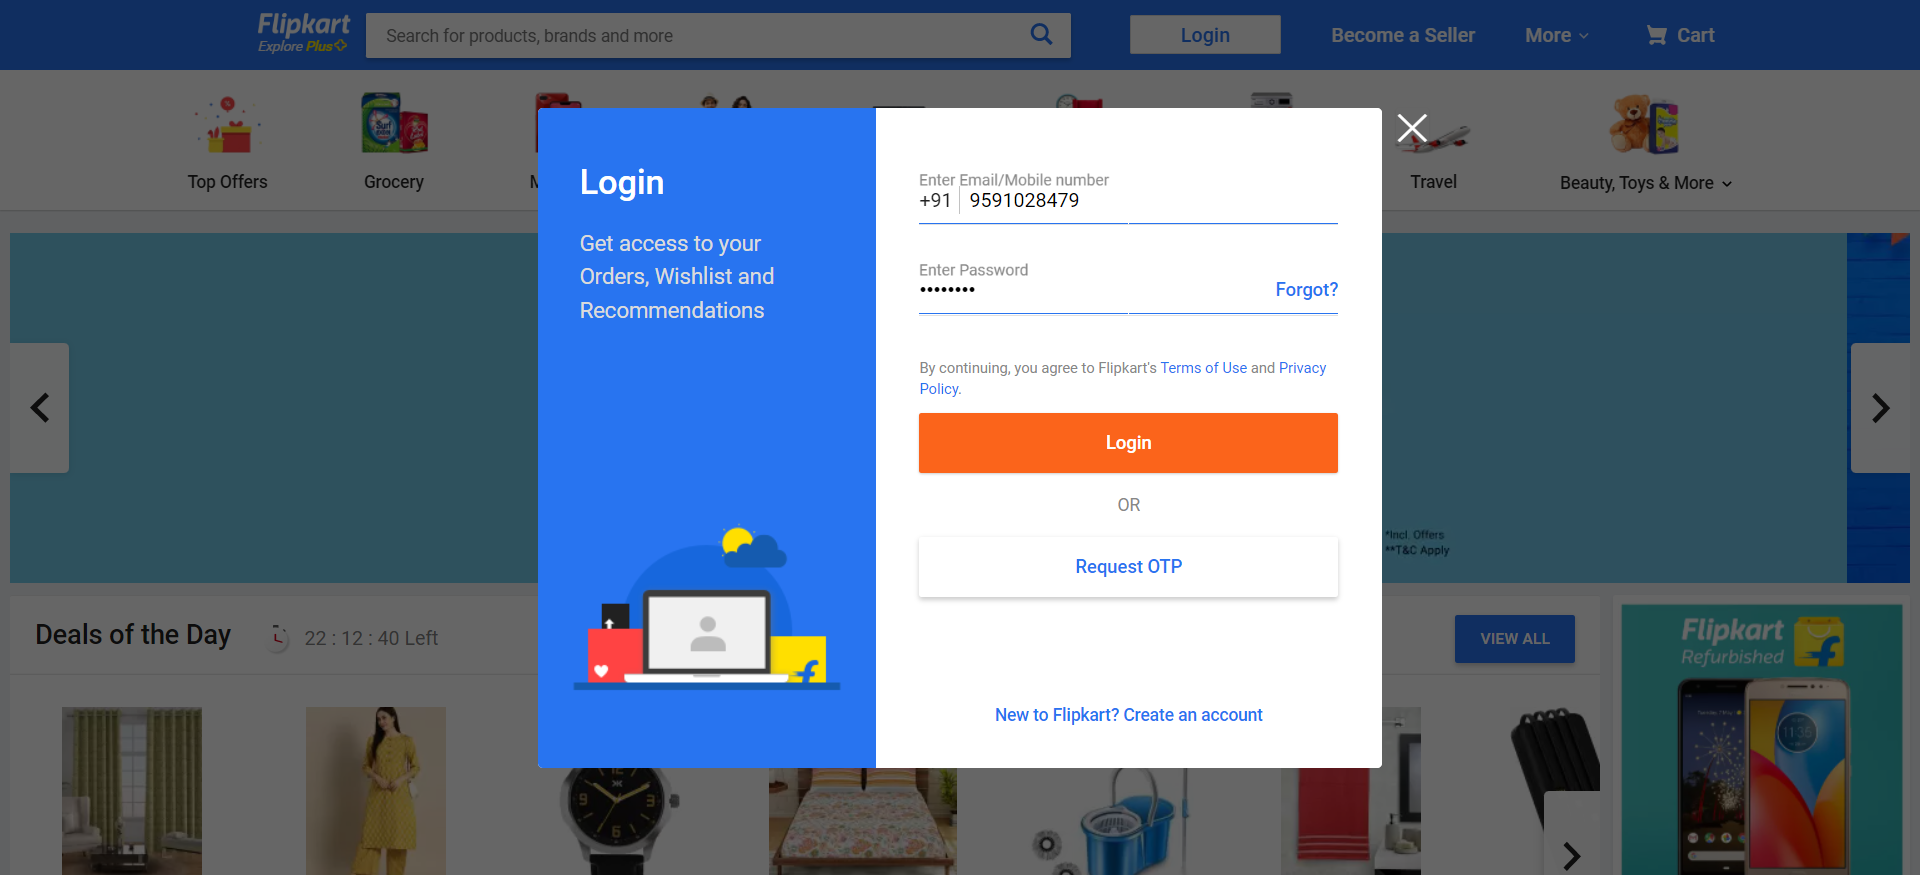 Flipkart
Explore Plus
Search for products, brands and more
Login
Become a Seller
More
Cart
Top Offers
Grocery
M
Travel
Beauty, Toys & More
Login
Get access to your
Orders, Wishlist and
Recommendations
Enter Email/Mobile number
+91 9591028479
Enter Password
••••••••
Forgot?
By continuing, you agree to Flipkart's Terms of Use and Privacy
Policy.
Login
OR
Request OTP
New to Flipkart? Create an account
*Incl. Offers
**T&C Apply
Deals of the Day
22 : 12 : 40 Left
VIEW ALL
Flipkart
Refurbished